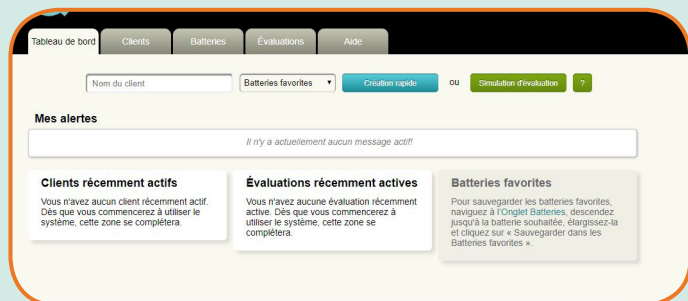 Tableau de bord Clients Batteries Évaluations Aide
Nom du client Batteries favorites Création rapide ou Simulation d'évaluation ?
Mes alertes
Il n'y a actuellement aucun message actif!
Clients récemment actifs
Vous n'avez aucun client récemment actif.
Dès que vous commencerez à utiliser le
système, cette zone se complétera.
Évaluations récemment actives
Vous n'avez aucune évaluation récemment
active. Dès que vous commencerez à
utiliser le système, cette zone se
complétera.
Batteries favorites
Pour sauvegarder les batteries favorites,
naviguez à l'Onglet Batteries, descendez
jusqu'à la batterie souhaitée, élargissez-la
et cliquez sur « Sauvegarder dans les
Batteries favorites ».